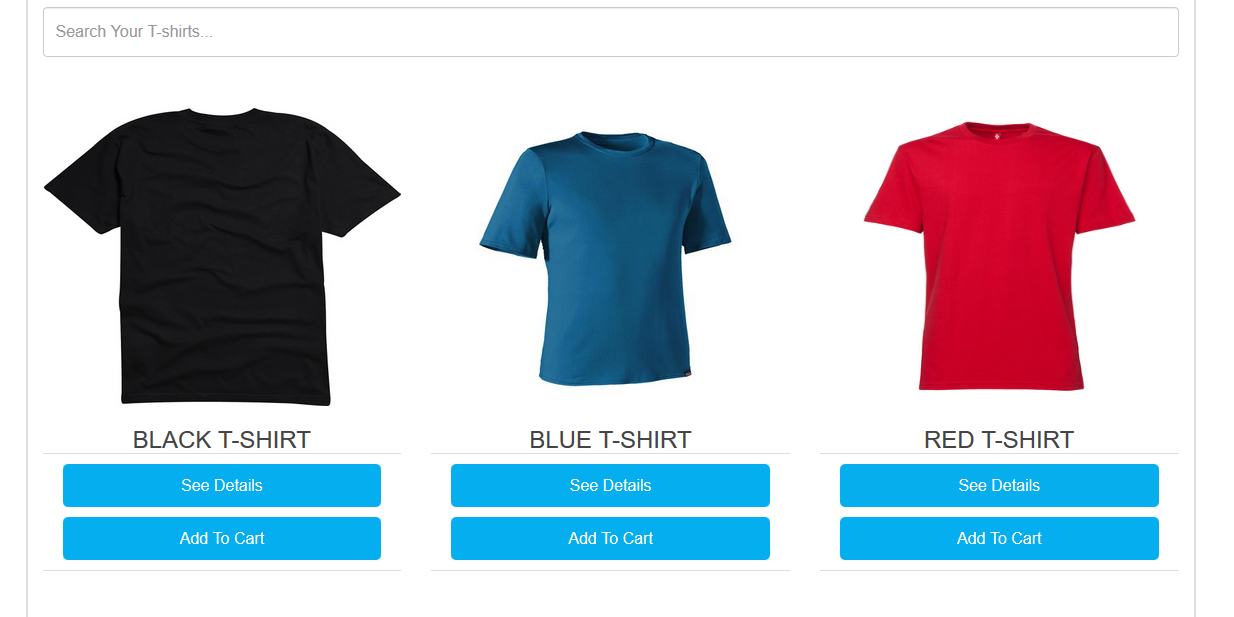 Search Your T-shirts...
BLACK T-SHIRT
See Details
Add To Cart
BLUE T-SHIRT
See Details
Add To Cart
RED T-SHIRT
See Details
Add To Cart